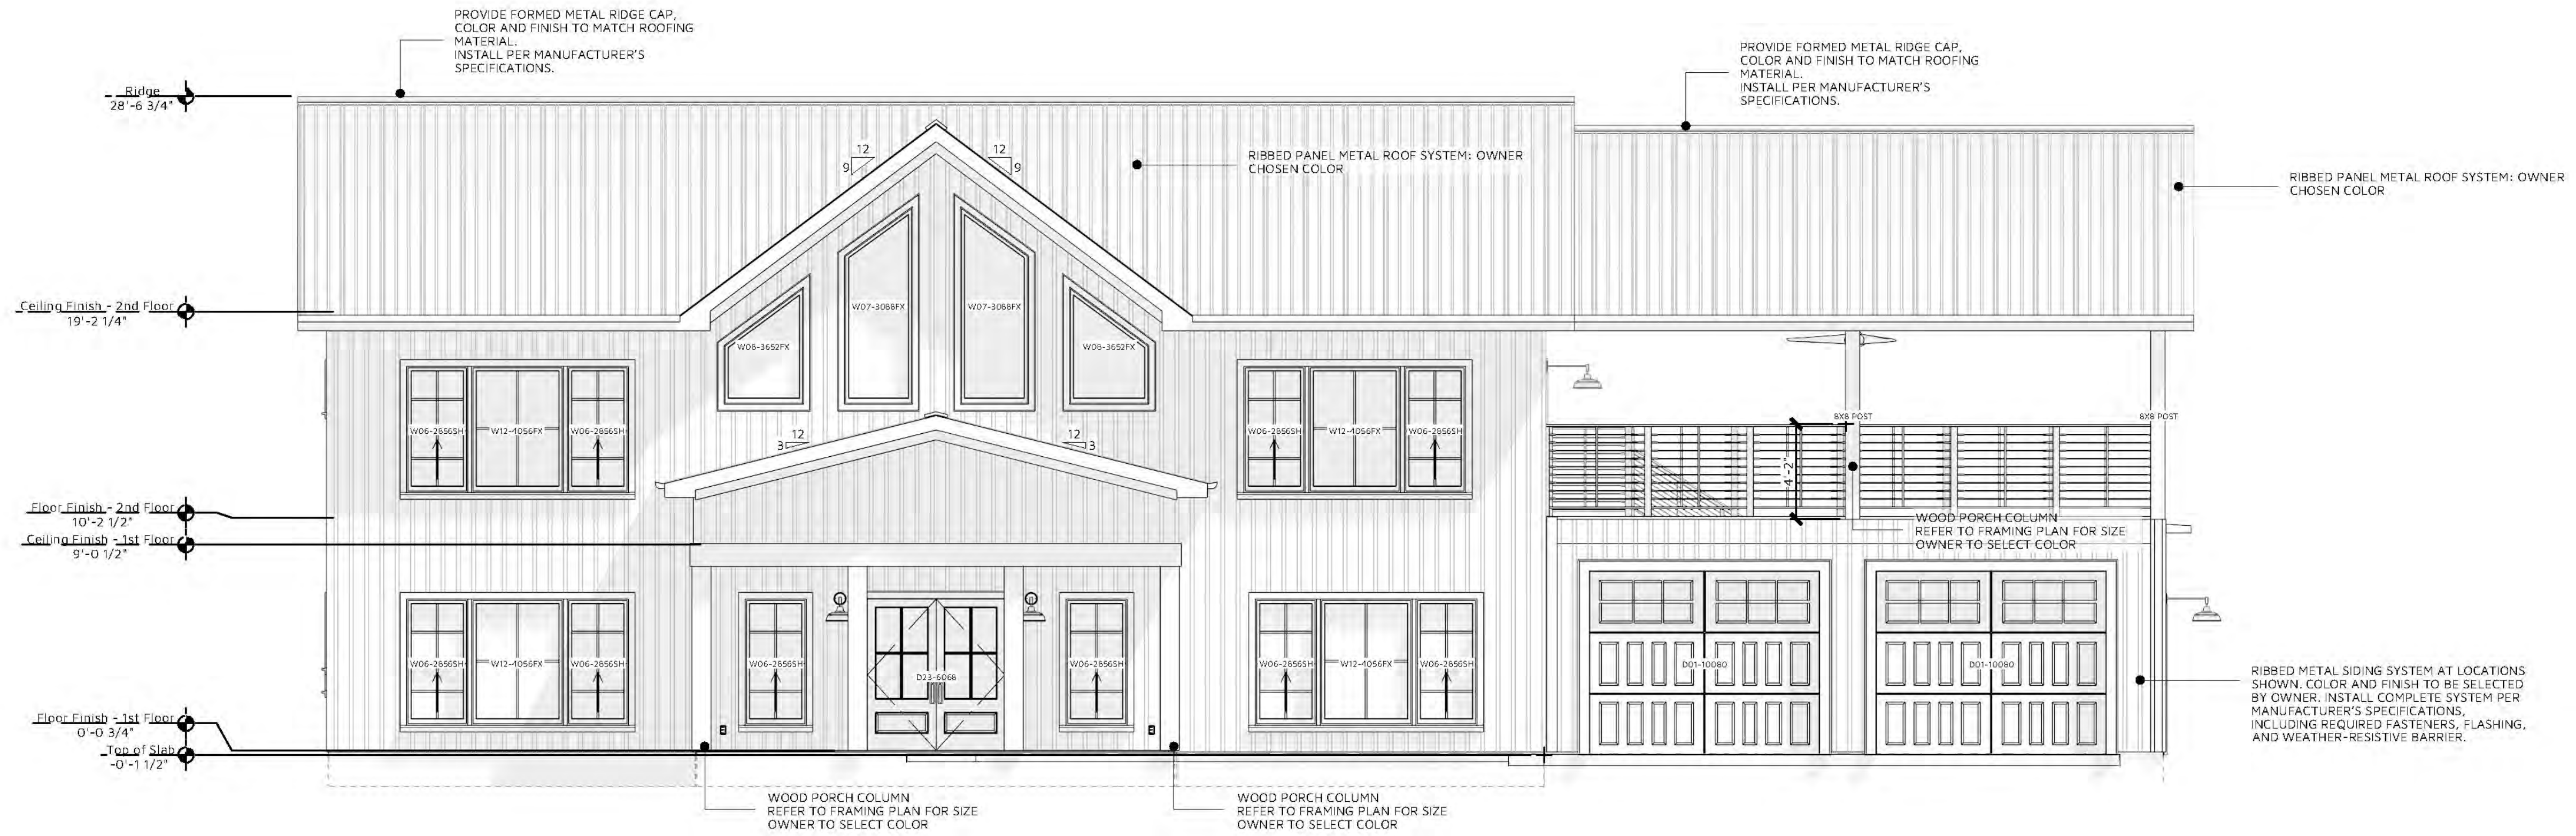 PROVIDE FORMED METAL RIDGE CAP,
COLOR AND FINISH TO MATCH ROOFING
MATERIAL.
INSTALL PER MANUFACTURER'S
SPECIFICATIONS.
PROVIDE FORMED METAL RIDGE CAP,
COLOR AND FINISH TO MATCH ROOFING
MATERIAL.
INSTALL PER MANUFACTURER'S
SPECIFICATIONS.
Ridge
28'-6 3/4"
12
9
12
9
RIBBED PANEL METAL ROOF SYSTEM: OWNER
CHOSEN COLOR
RIBBED PANEL METAL ROOF SYSTEM: OWNER
CHOSEN COLOR
Ceiling Finish - 2nd Floor
19'-2 1/4"
W07-3088FX
W07-3088FX
W08-3652FX
W08-3652FX
8X8 POST
8X8 POST
W06-2856SH
W12-4056FX
W06-2856SH
W06-2856SH
W12-4056FX
W06-2856SH
12
3
12
3
4'-2"
Floor Finish - 2nd Floor
10'-2 1/2"
WOOD PORCH COLUMN
REFER TO FRAMING PLAN FOR SIZE
OWNER TO SELECT COLOR
Ceiling Finish - 1st Floor
9'-0 1/2"
W06-2856SH
W12-4056FX
W06-2856SH
W06-2856SH
D23-6068
W06-2856SH
W06-2856SH
W12-4056FX
W06-2856SH
D01-10080
D01-10080
RIBBED METAL SIDING SYSTEM AT LOCATIONS
SHOWN. COLOR AND FINISH TO BE SELECTED
BY OWNER. INSTALL COMPLETE SYSTEM PER
MANUFACTURER'S SPECIFICATIONS,
INCLUDING REQUIRED FASTENERS, FLASHING,
AND WEATHER-RESISTIVE BARRIER.
Floor Finish - 1st Floor
0'-0 3/4"
Top of Slab
-0'-1 1/2"
WOOD PORCH COLUMN
REFER TO FRAMING PLAN FOR SIZE
OWNER TO SELECT COLOR
WOOD PORCH COLUMN
REFER TO FRAMING PLAN FOR SIZE
OWNER TO SELECT COLOR